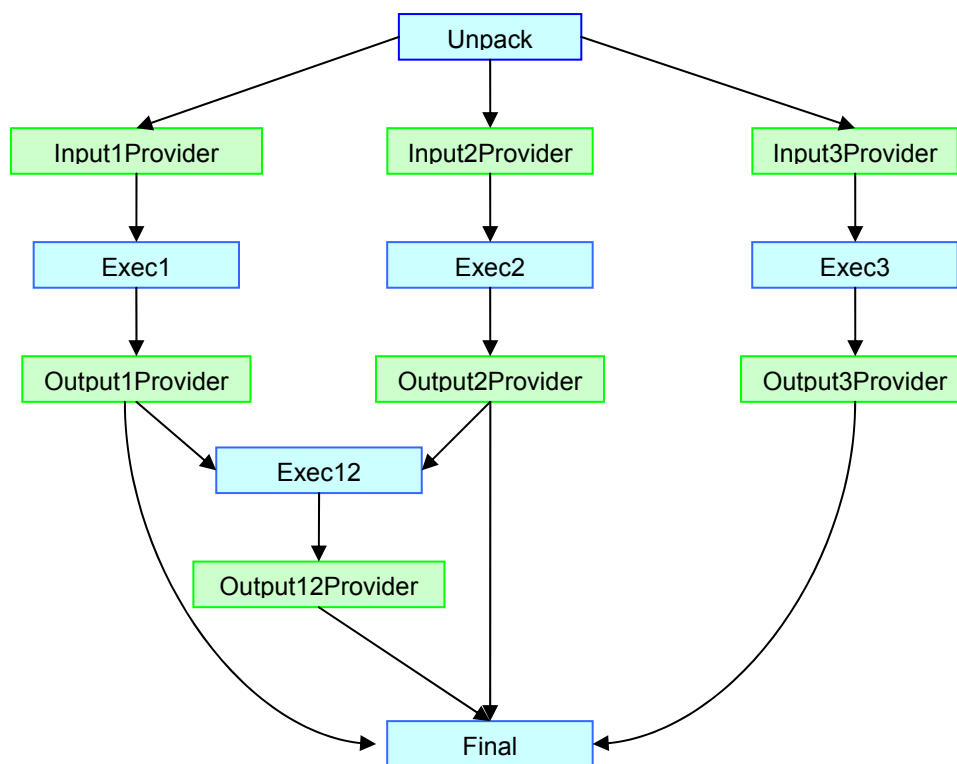 Unpack
Input1Provider
Input2Provider
Input3Provider
Exec1
Exec2
Exec3
Output1Provider
Output2Provider
Output3Provider
Exec12
Output12Provider
Final